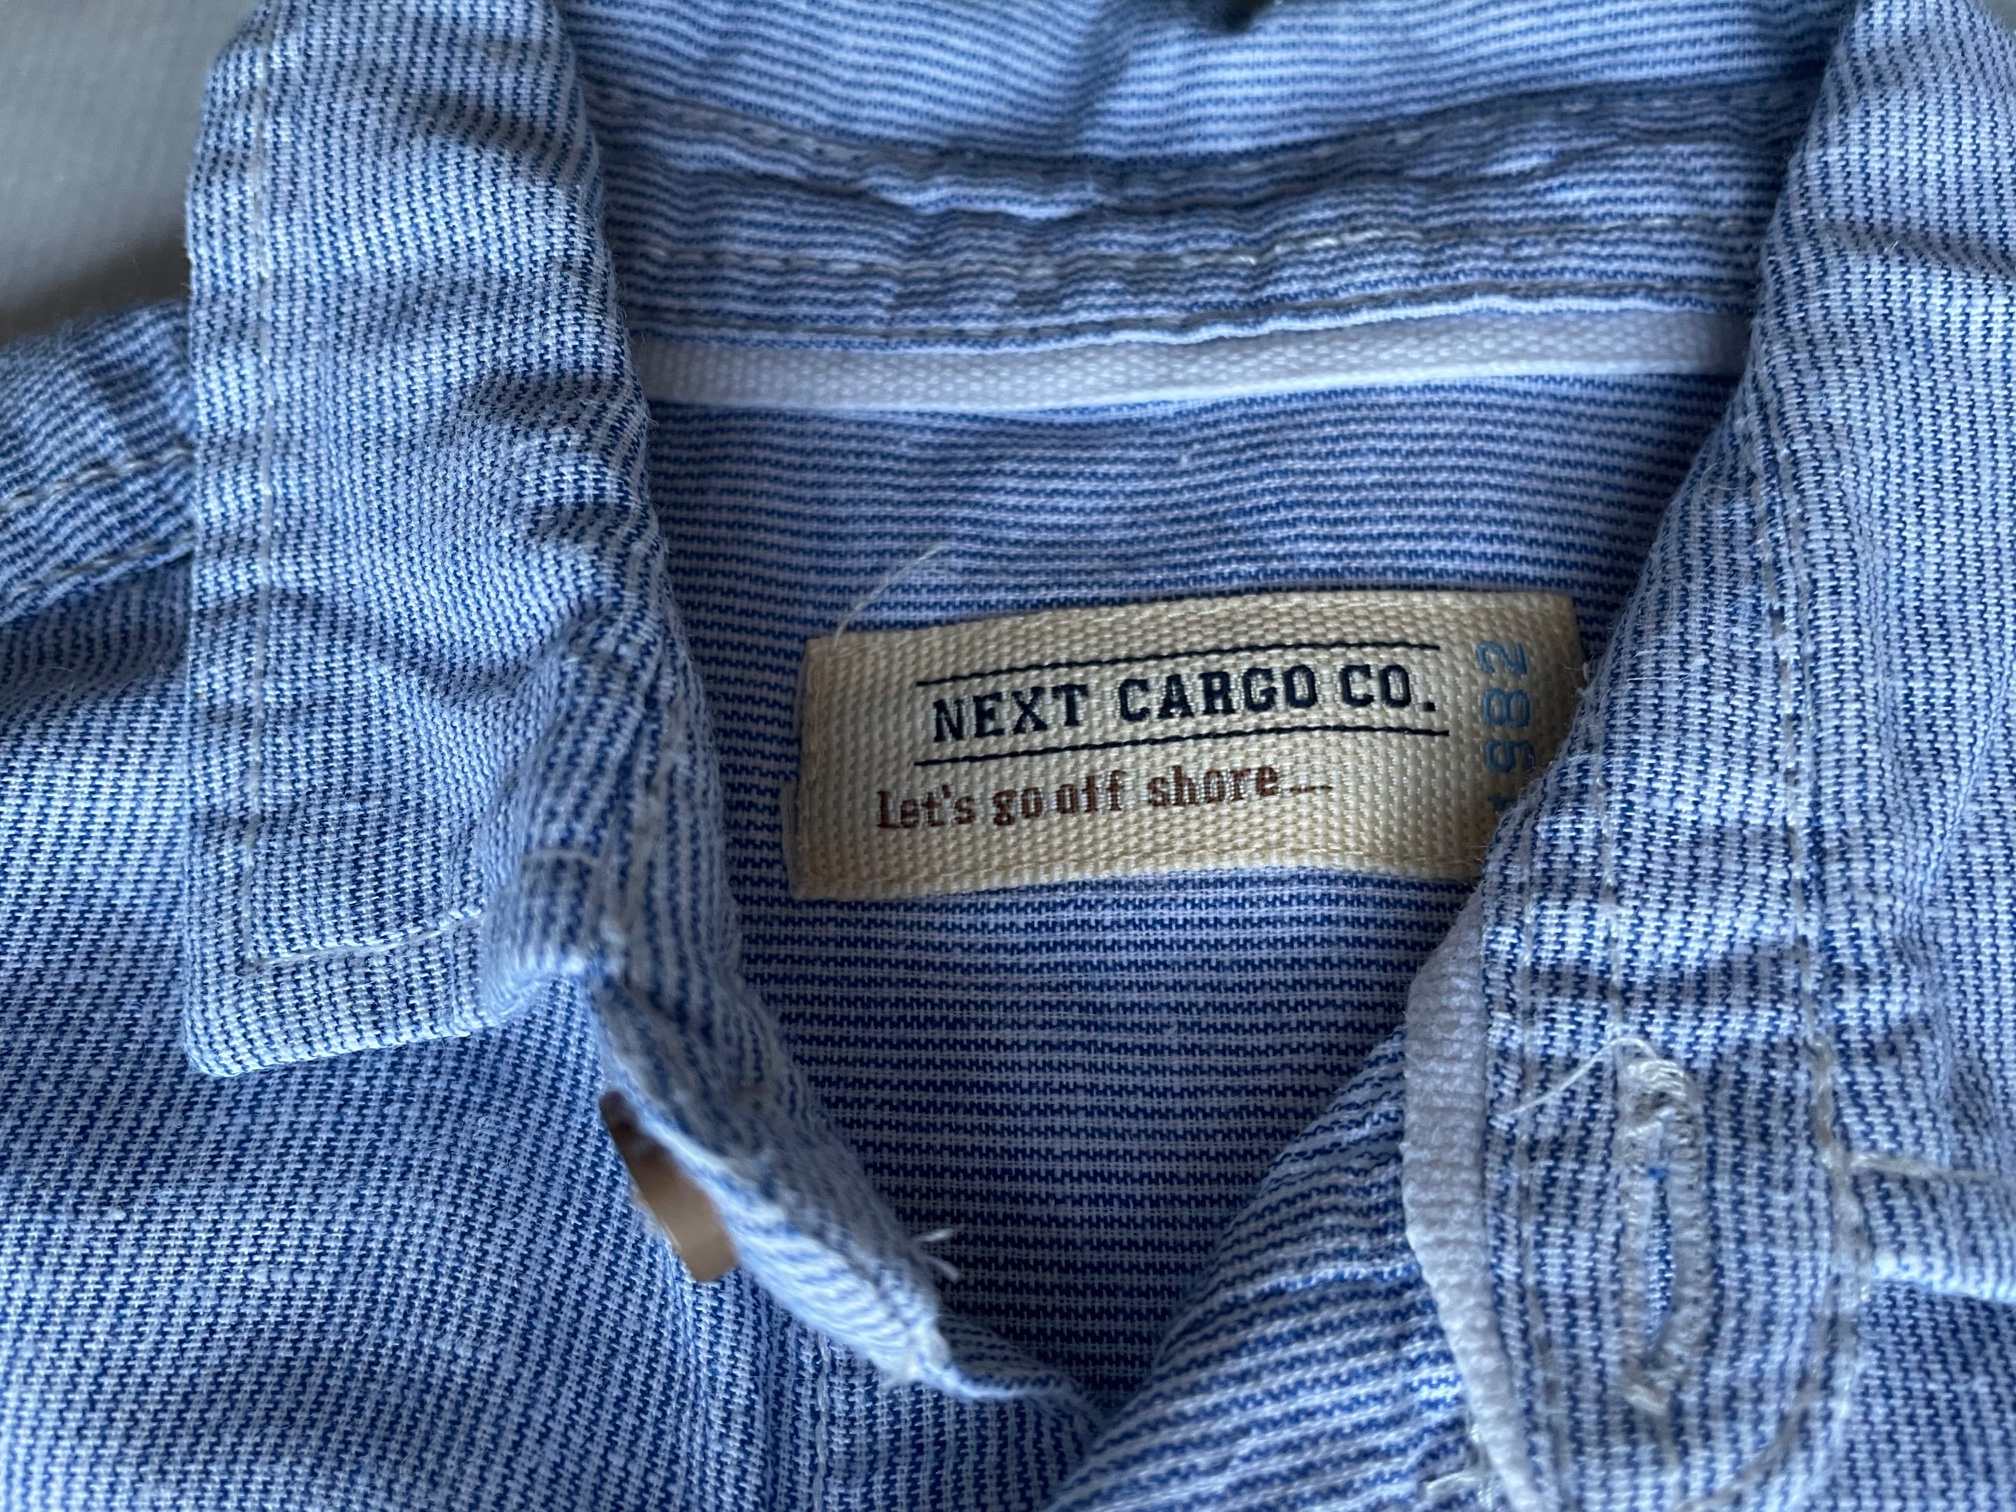 NEXT CARGO CO.
Let's go off shore....
1982